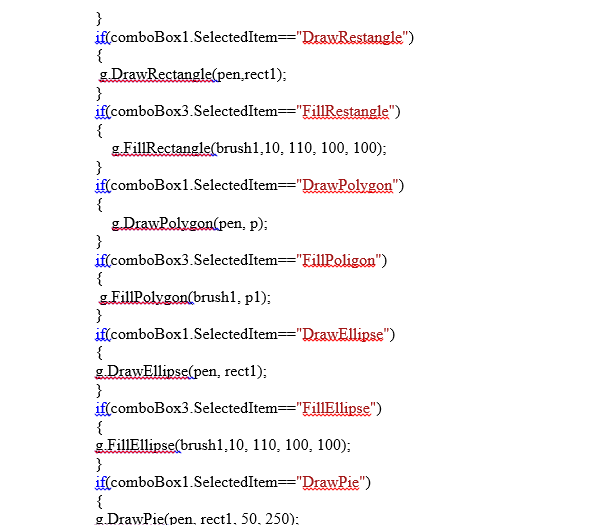 }
if(comboBox1.SelectedItem=="DrawRestangle")
{
g.DrawRectangle(pen,rect1);
}
if(comboBox3.SelectedItem=="FillRestangle")
{
g.FillRectangle(brush1,10, 110, 100, 100);
}
if(comboBox1.SelectedItem=="DrawPolygon")
{
g.DrawPolygon(pen, p);
}
if(comboBox3.SelectedItem=="FillPoligon")
{
g.FillPolygon(brush1, p1);
}
if(comboBox1.SelectedItem=="DrawEllipse")
{
g.DrawEllipse(pen, rect1);
}
if(comboBox3.SelectedItem=="FillEllipse")
{
g.FillEllipse(brush1,10, 110, 100, 100);
}
if(comboBox1.SelectedItem=="DrawPie")
{
g.DrawPie(pen, rect1, 50, 250);